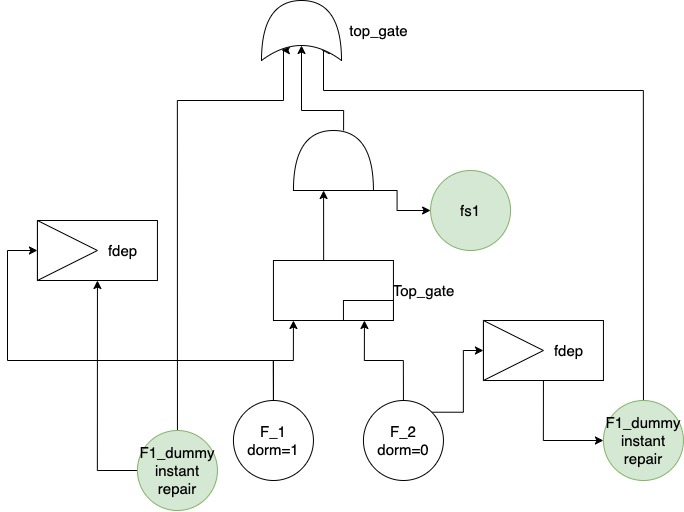 top_gate
fs1
fdep
Top_gate
fdep
F_1
dorm=1
F_2
dorm=0
F1_dummy
instant
repair
F1_dummy
instant
repair